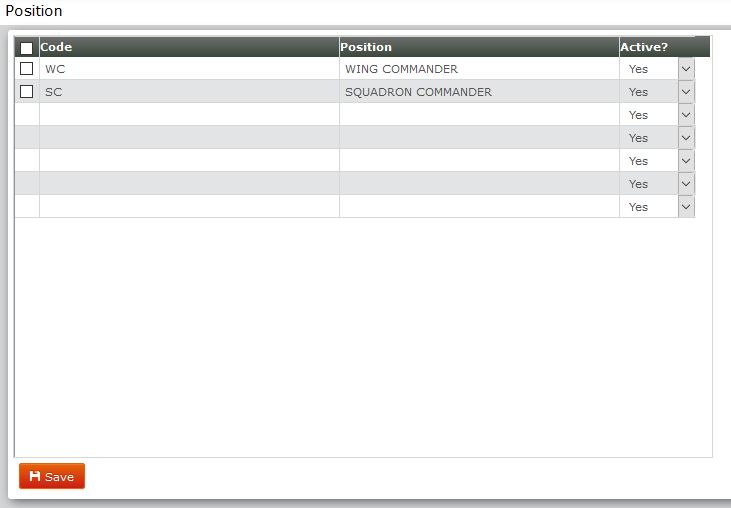 Position
Code Position Active?
WC WING COMMANDER Yes
SC SQUADRON COMMANDER Yes
Yes
Yes
Yes
Yes
Yes
Save